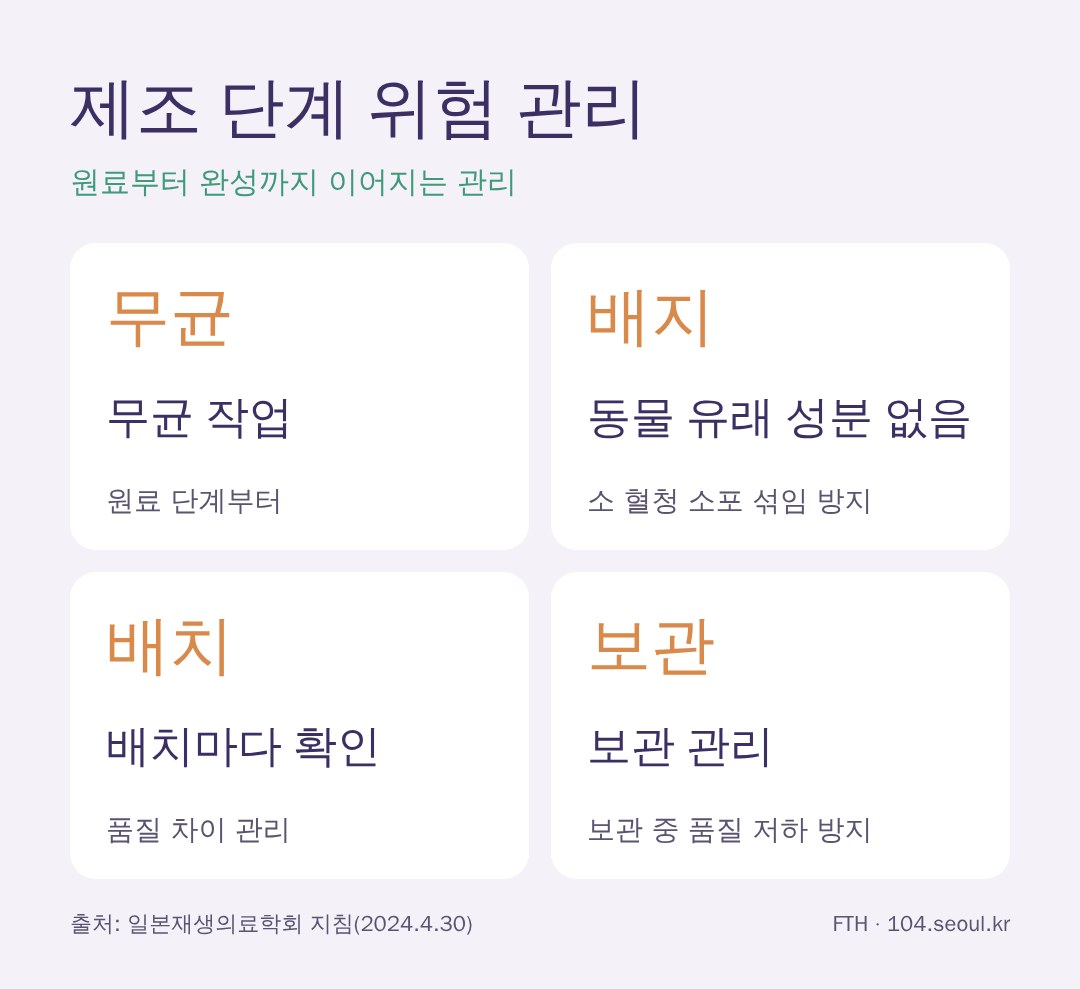 제조 단계 위험 관리
원료부터 완성까지 이어지는 관리
무균
무균 작업
원료 단계부터
배지
동물 유래 성분 없음
소 혈청 소포 섞임 방지
배치
배치마다 확인
품질 차이 관리
보관
보관 관리
보관 중 품질 저하 방지
출처: 일본재생의료학회 지침(2024.4.30)
FTH · 104.seoul.kr